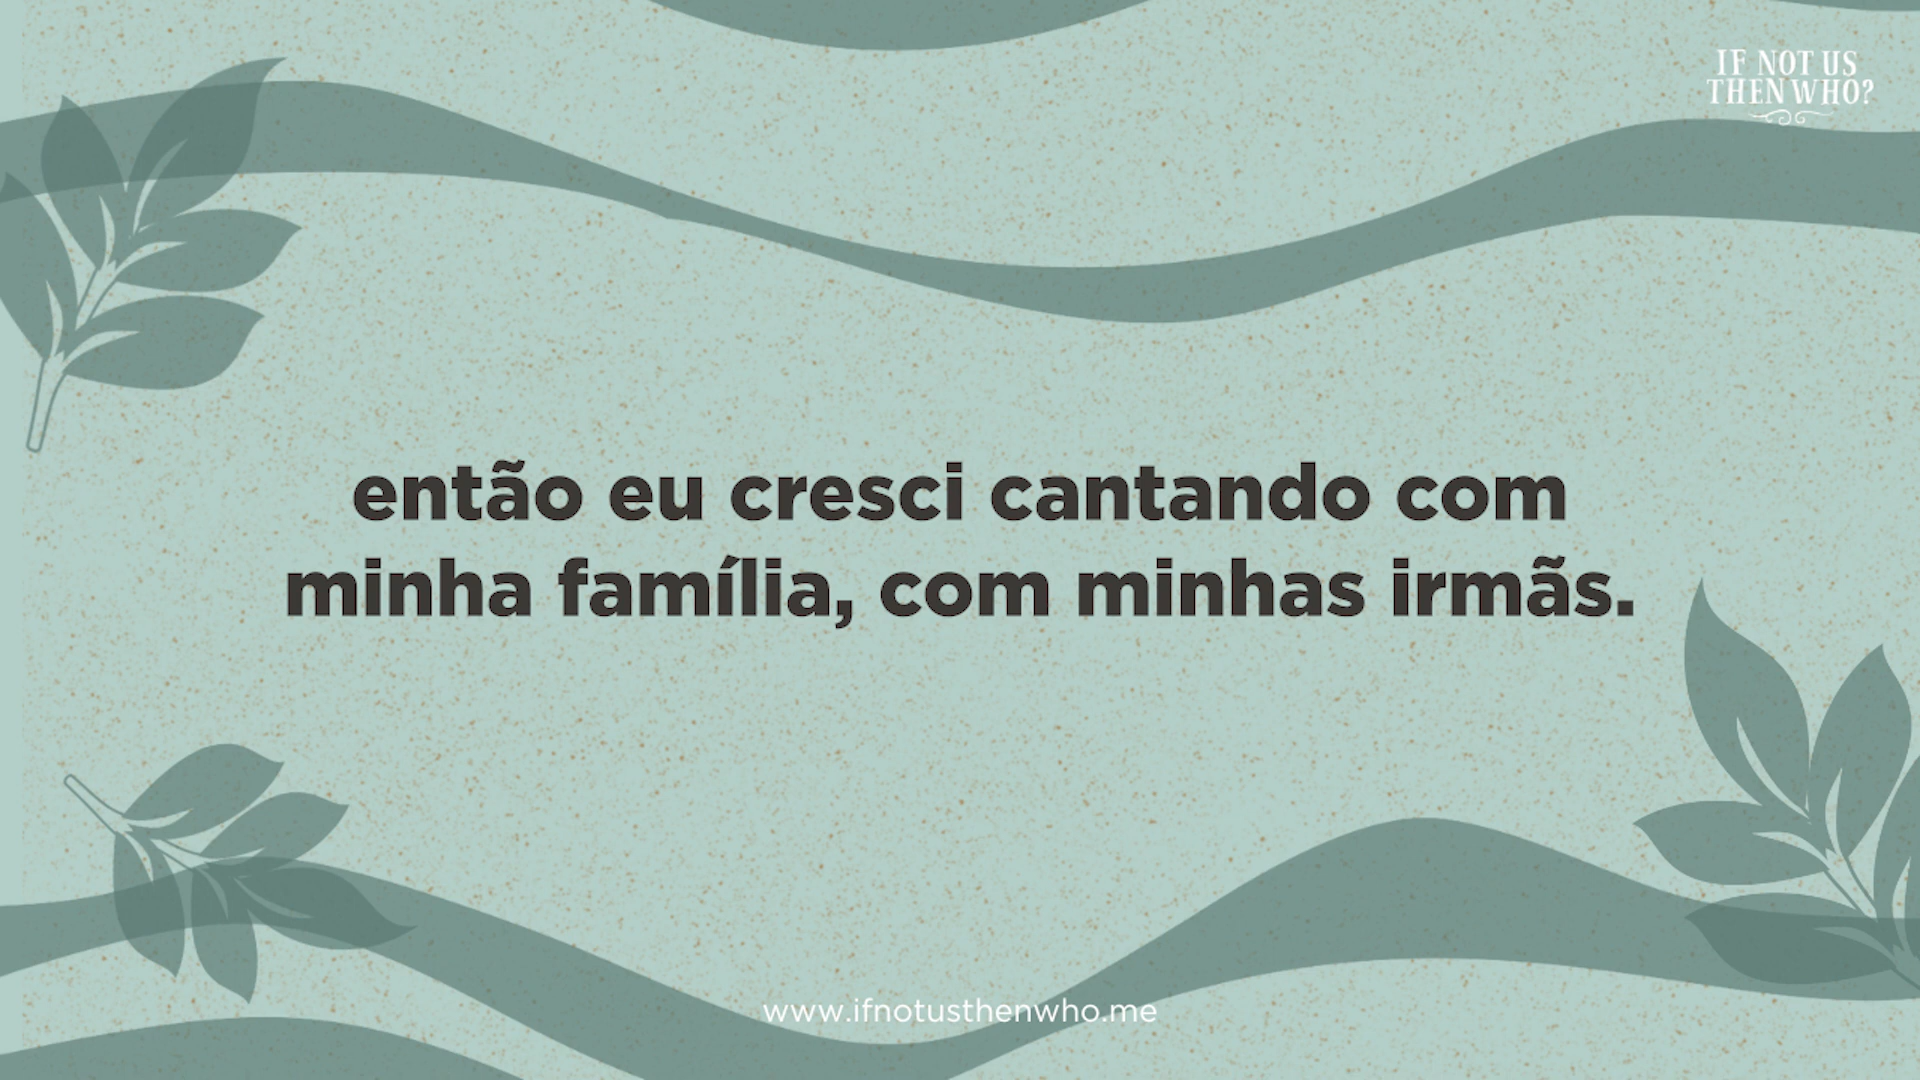 IF NOT US
THEN WHO?
então eu cresci cantando com
minha família, com minhas irmãs.
www.ifnotusthenwho.me